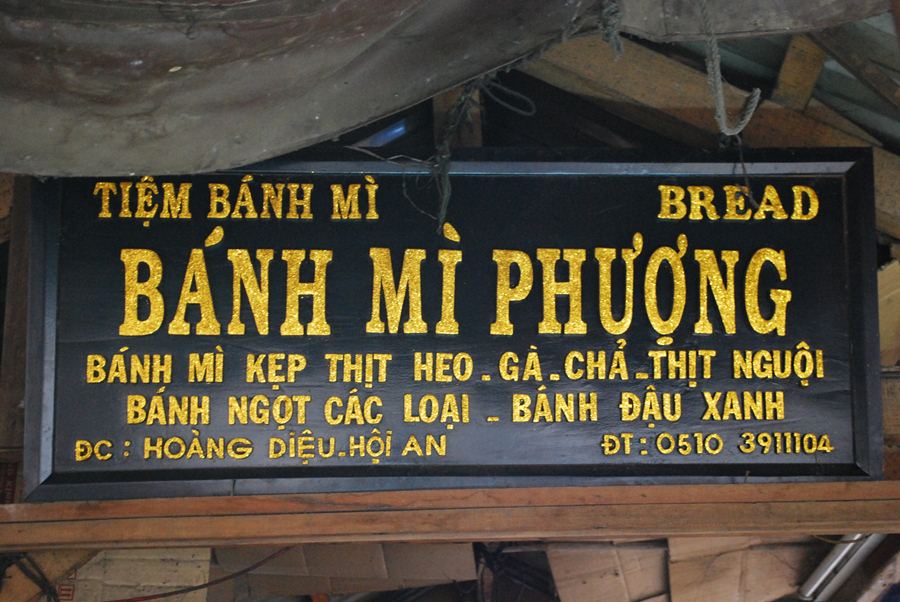 TIỆM BÁNH MÌ BREAD
BÁNH MÌ PHƯỢNG
BÁNH MÌ KẸP THỊT HEO - GÀ - CHẢ - THỊT NGUỘI
BÁNH NGỌT CÁC LOẠI - BÁNH ĐẬU XANH
ĐC : HOÀNG DIỆU - HỘI AN ĐT : 0510 3911104